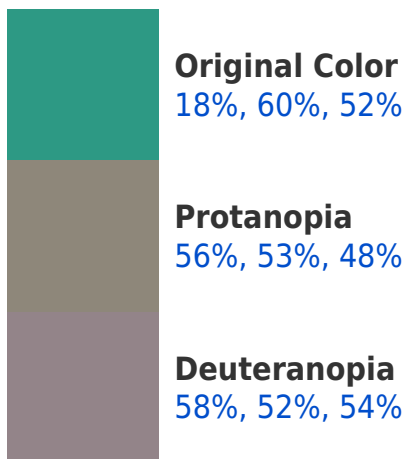 Original Color
18%, 60%, 52%
Protanopia
56%, 53%, 48%
Deuteranopia
58%, 52%, 54%